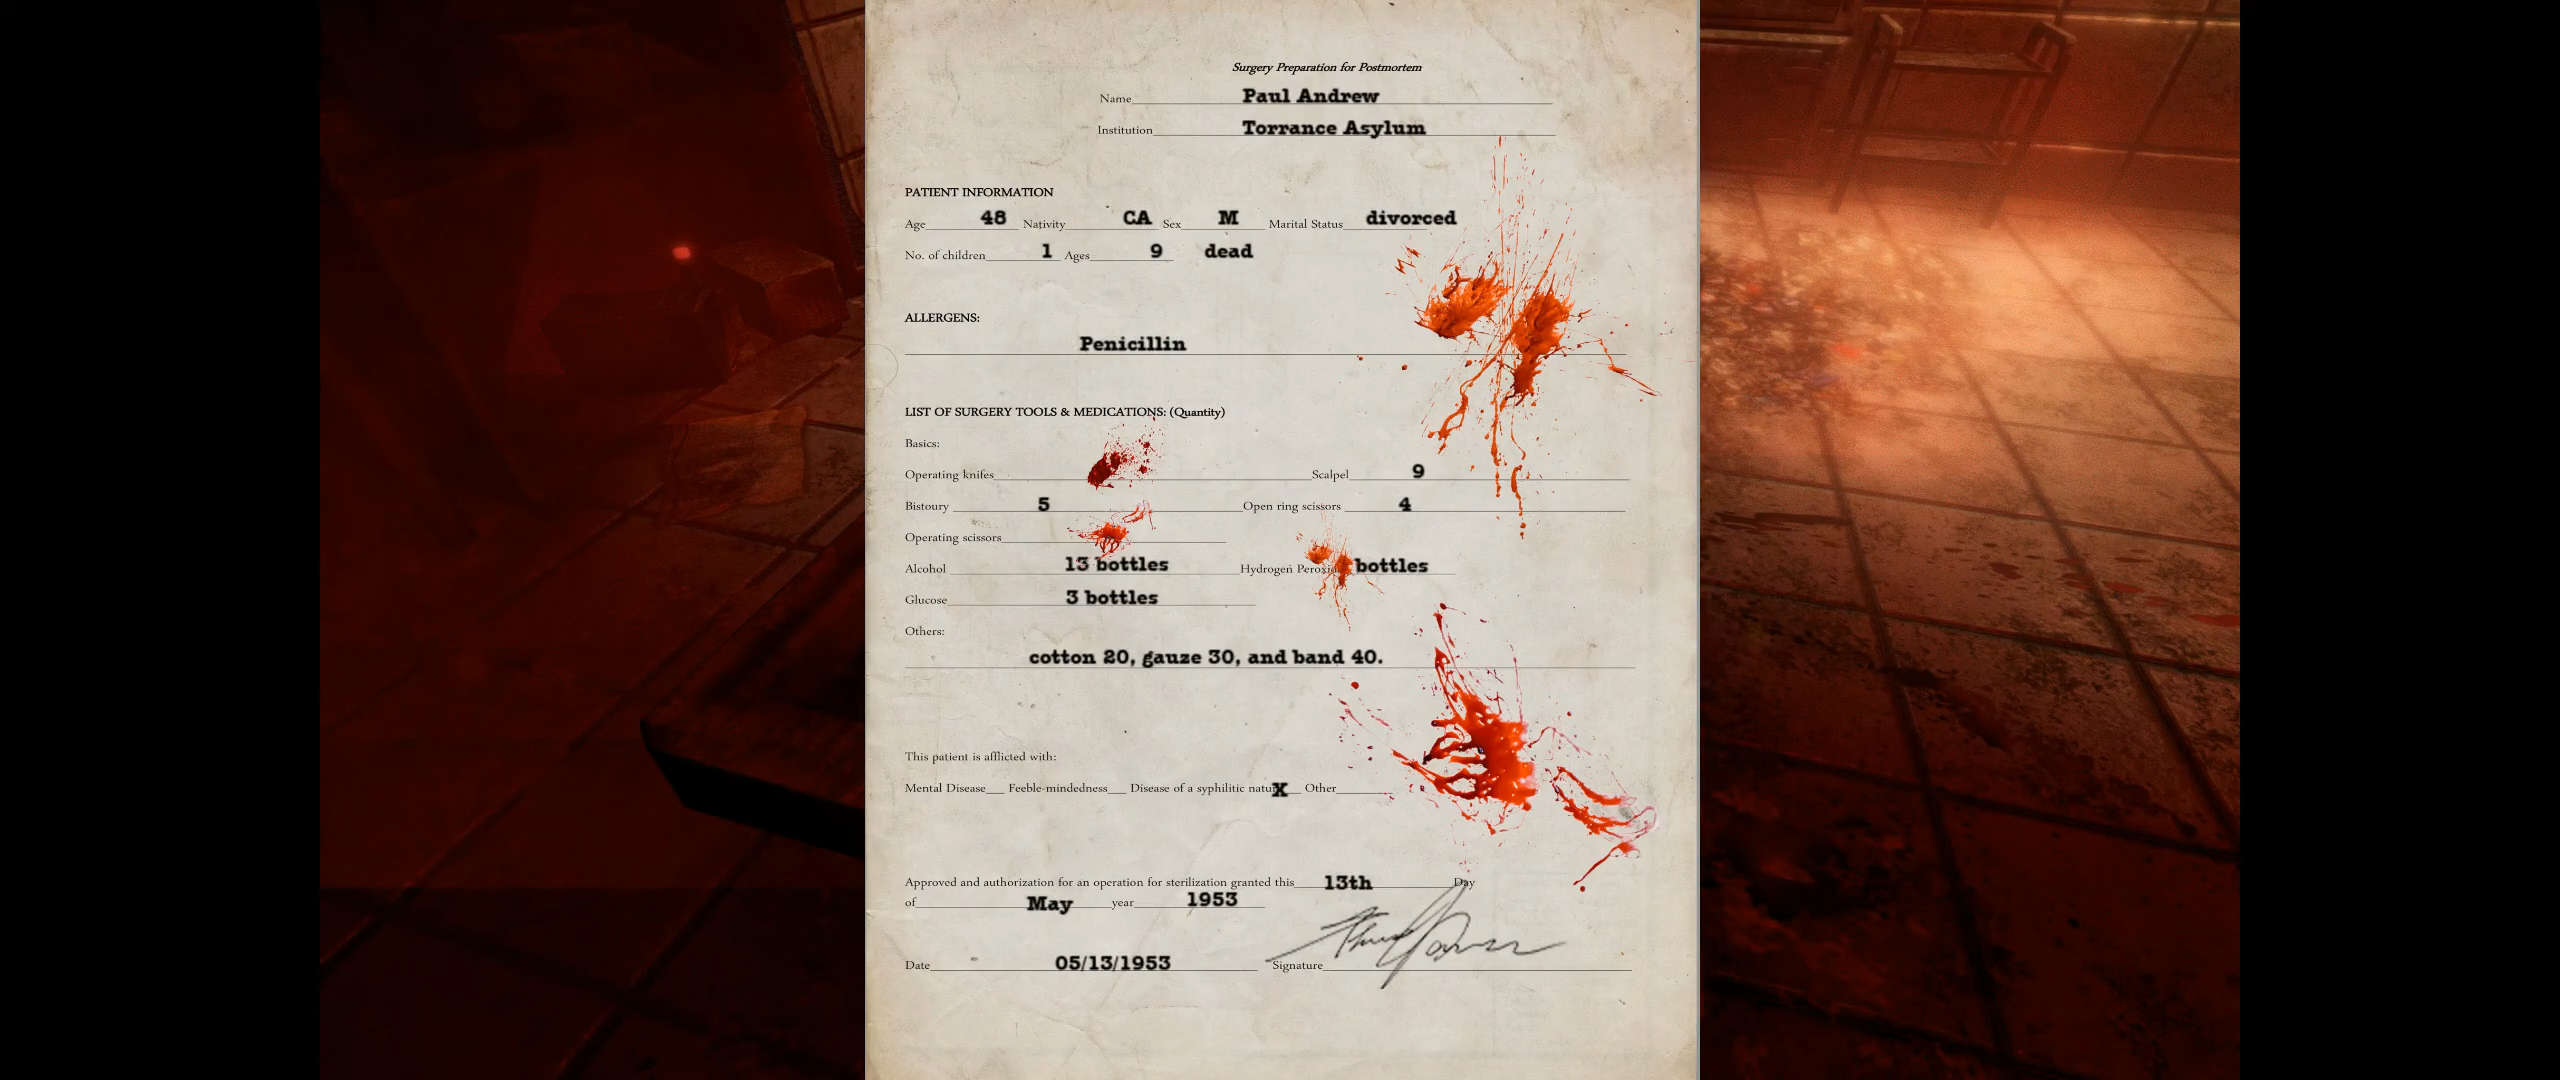 Surgery Preparation for Postmortem
Name Paul Andrew
Institution Torrance Asylum
PATIENT INFORMATION
Age 48 Nativity CA Sex M Marital Status divorced
No. of children 1 Ages 9 dead
ALLERGENS:
Penicillin
LIST OF SURGERY TOOLS & MEDICATIONS: (Quantity)
Basics:
Operating knifes Scalpel 9
Bistoury 5 Open ring scissors 4
Operating scissors
Alcohol 13 bottles Hydrogen bottles
Glucose 3 bottles
Others:
cotton 20, gauze 30, and band 40.
This patient is afflicted with:
Mental Disease Feeble-mindedness Disease of a syphilitic X Other
Approved and authorization for an operation for sterilization granted this 13th Day
of May year 1953
Date 05/13/1953 Signature